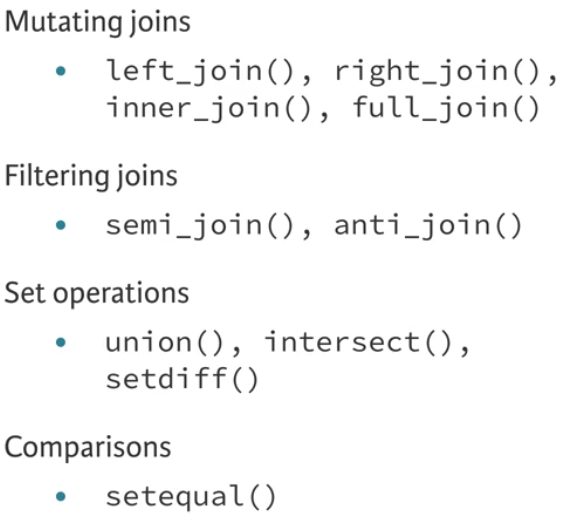 Mutating joins
• left_join(), right_join(),
inner_join(), full_join()
Filtering joins
• semi_join(), anti_join()
Set operations
• union(), intersect(),
setdiff()
Comparisons
• setequal()